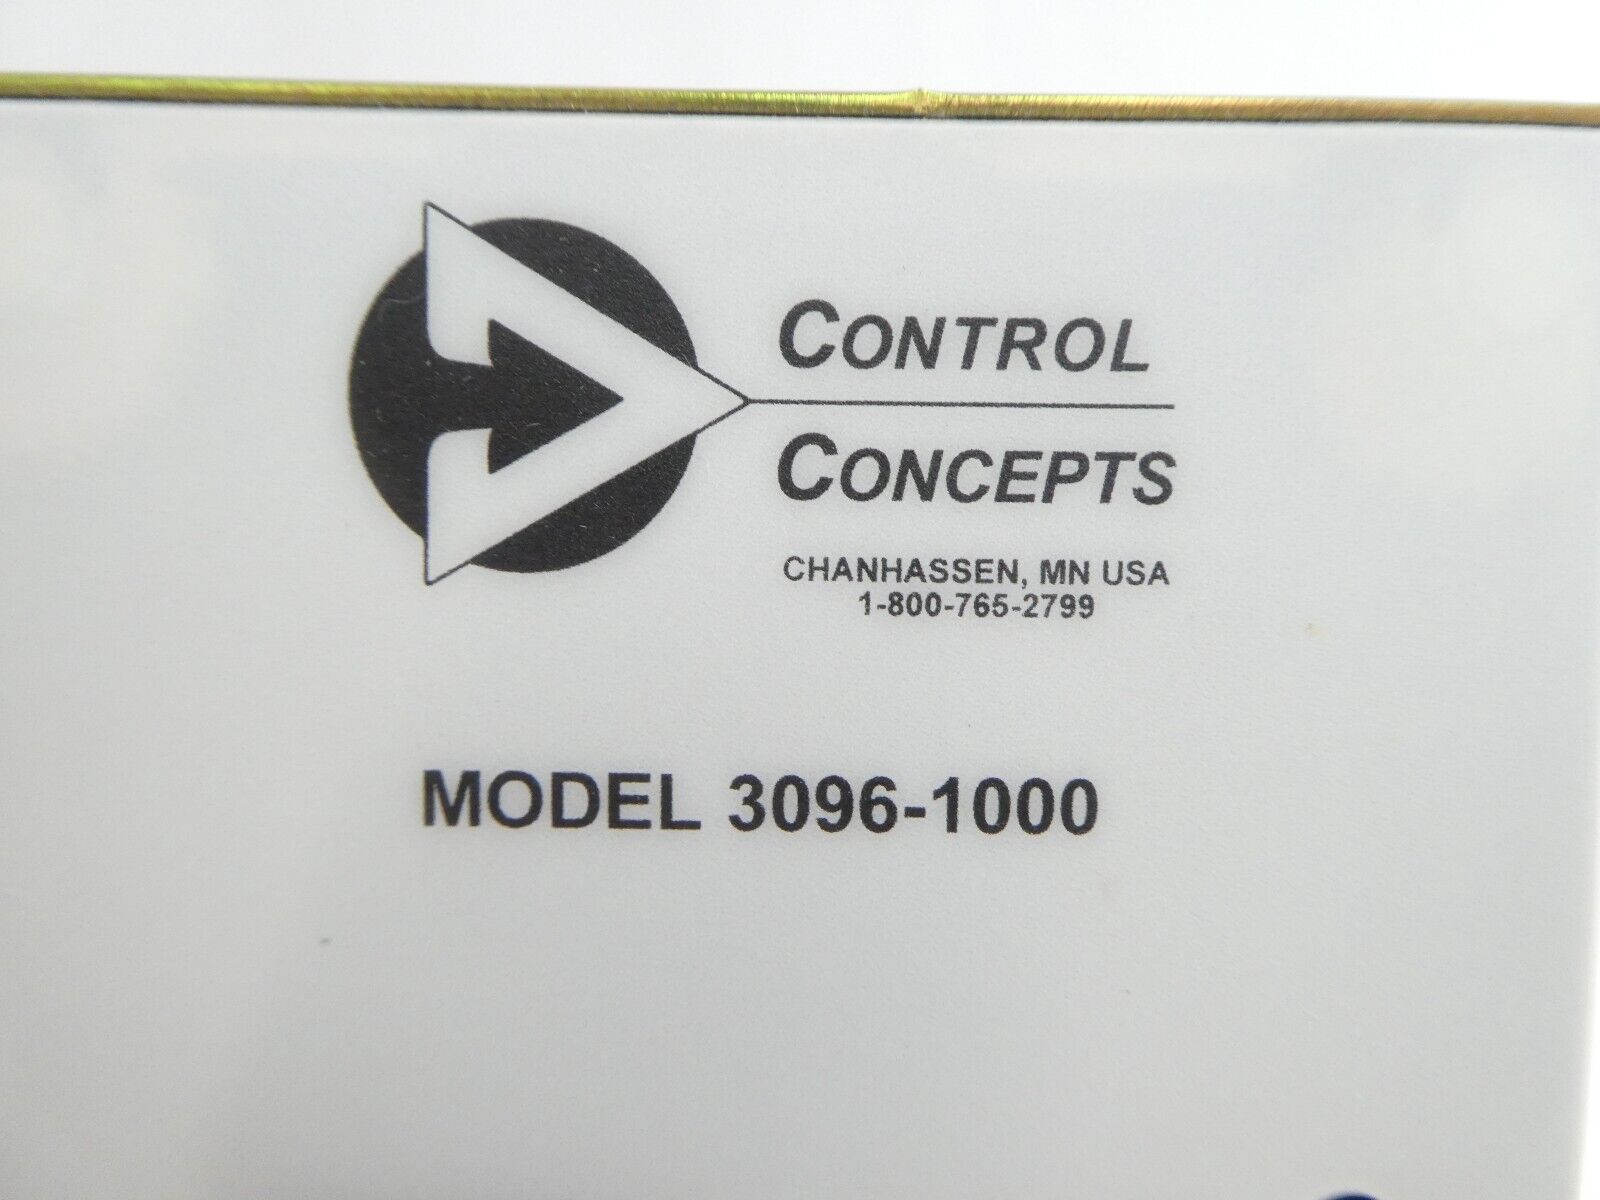 CONTROL
CONCEPTS
CHANHASSEN, MN USA
1-800-765-2799
MODEL 3096-1000